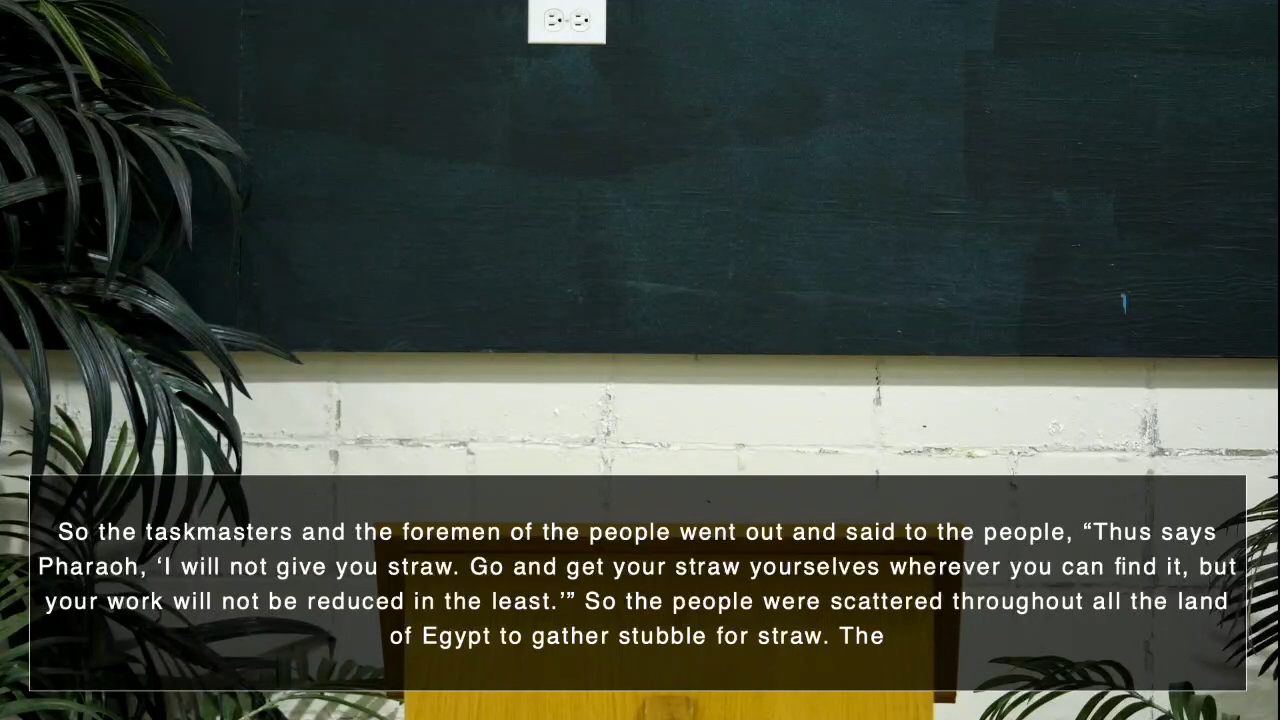 So the taskmasters and the foremen of the people went out and said to the people, “Thus says
Pharaoh, ‘I will not give you straw. Go and get your straw yourselves wherever you can find it, but
your work will not be reduced in the least.’” So the people were scattered throughout all the land
of Egypt to gather stubble for straw. The